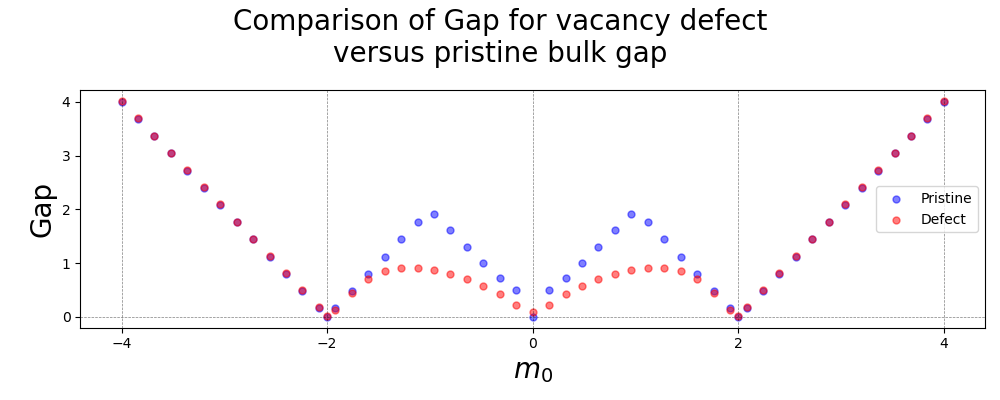 Comparison of Gap for vacancy defect
versus pristine bulk gap
Gap
4
3
2
1
0
Pristine
Defect
−4
−2
0
2
4
m₀